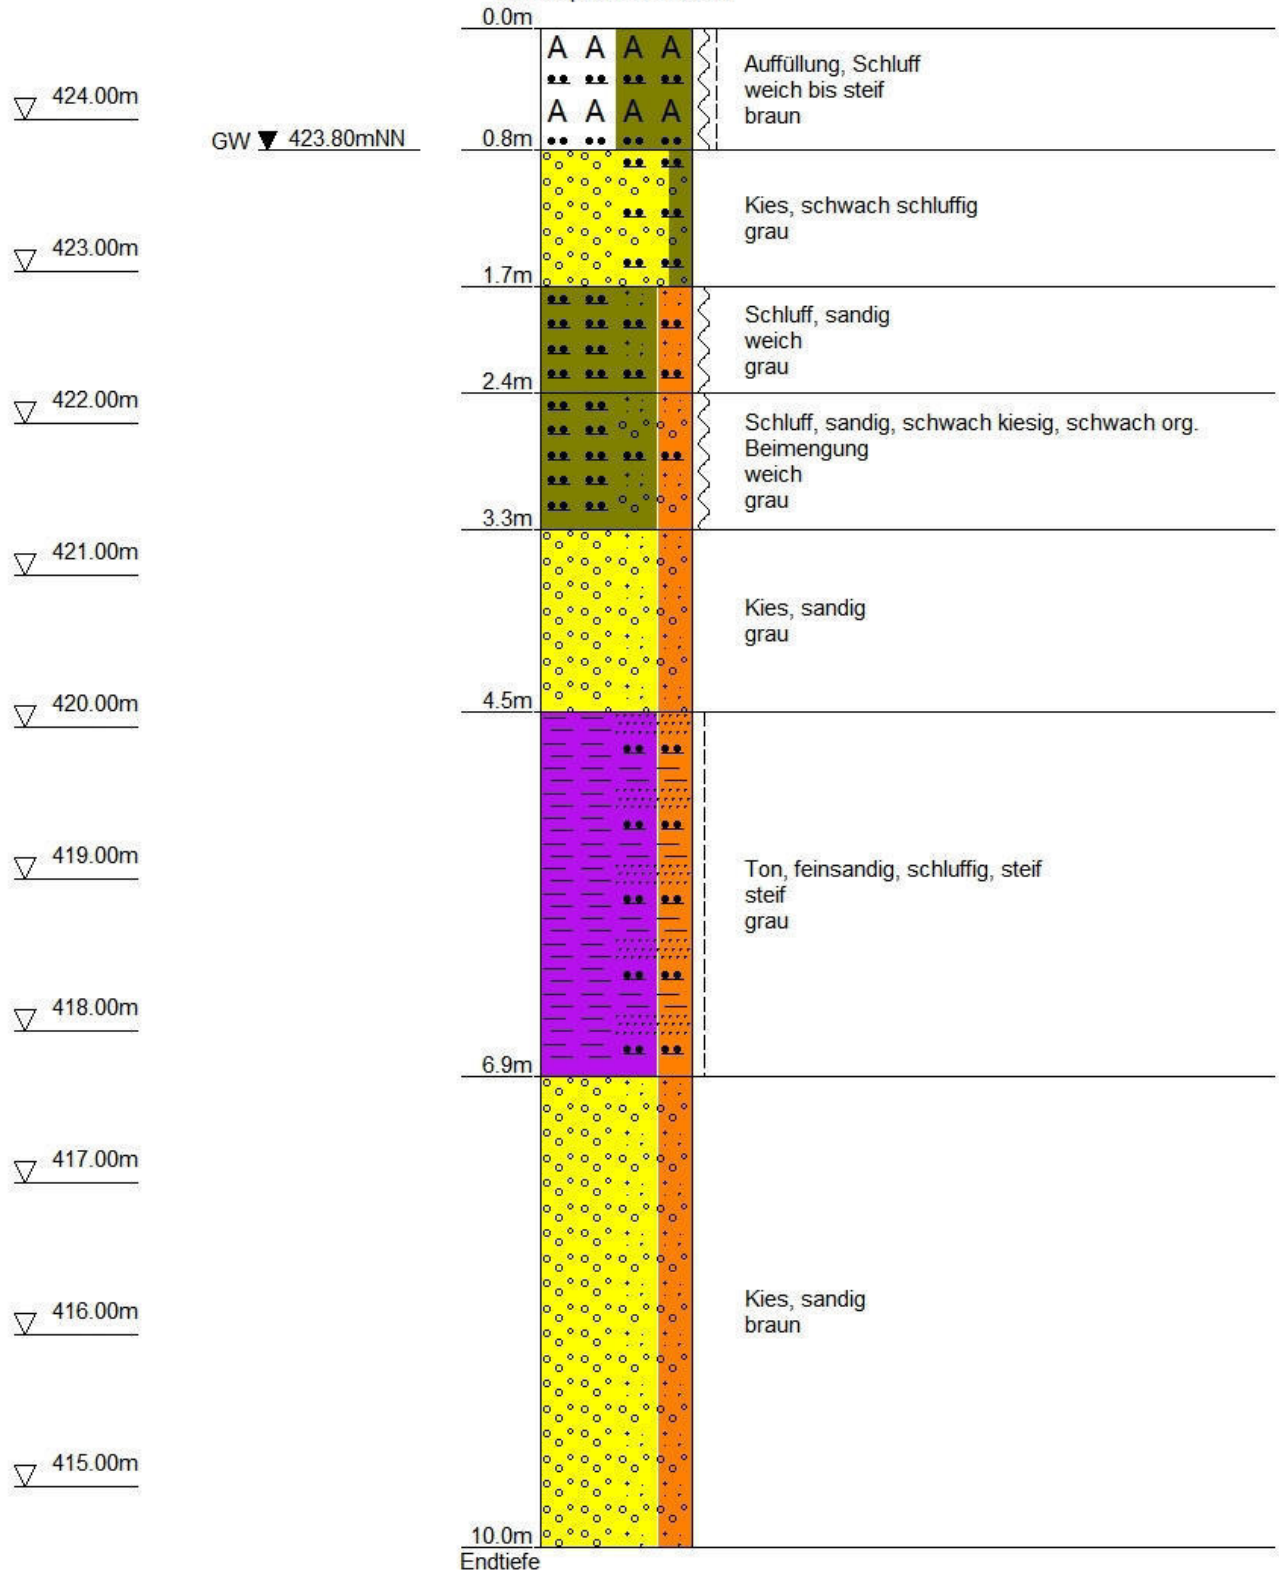 0.0m
A A A A
A A A A
Auffüllung, Schluff
weich bis steif
braun
424.00m
GW 423.80mNN
0.8m
Kies, schwach schluffig
grau
423.00m
1.7m
Schluff, sandig
weich
grau
2.4m
422.00m
Schluff, sandig, schwach kiesig, schwach org.
Beimengung
weich
grau
3.3m
421.00m
Kies, sandig
grau
4.5m
420.00m
419.00m
Ton, feinsandig, schluffig, steif
steif
grau
418.00m
6.9m
417.00m
416.00m
Kies, sandig
braun
415.00m
10.0m
Endtiefe